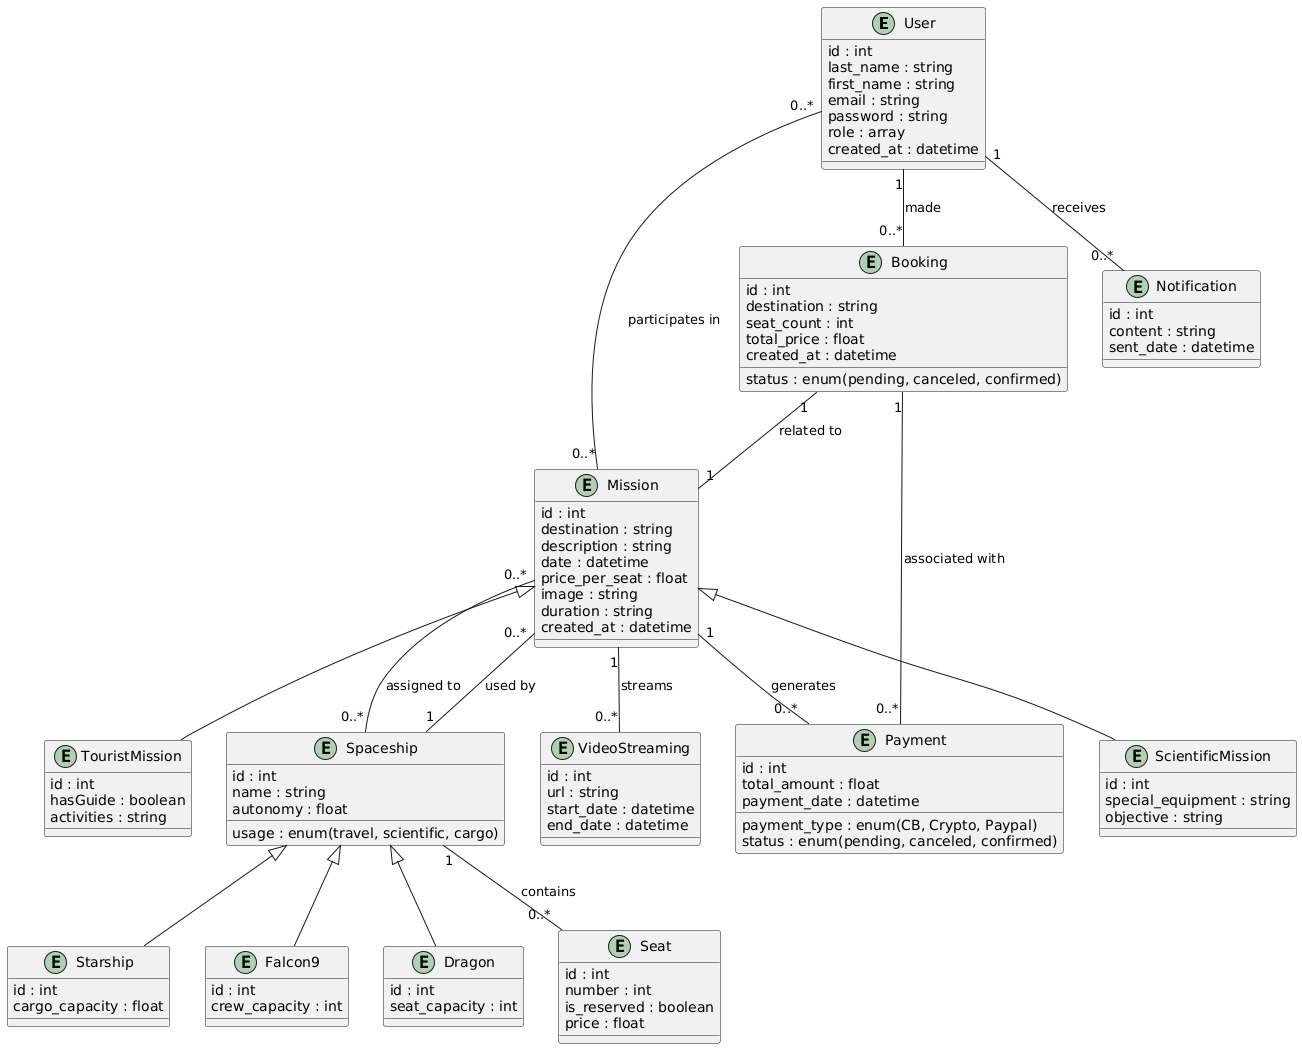 E User
id : int
last_name : string
first_name : string
email : string
password : string
role : array
created_at : datetime
0..*
1
1
made
receives
0..*
0..*
E Booking
id : int
destination : string
seat_count : int
total_price : float
created_at : datetime
status : enum(pending, canceled, confirmed)
E Notification
id : int
content : string
sent_date : datetime
participates in
1
1
related to
0..*
1
E Mission
id : int
destination : string
description : string
date : datetime
price_per_seat : float
image : string
duration : string
created_at : datetime
associated with
0..*
0..*
1
1
assigned to
used by
streams
generates
0..*
1
0..*
0..*
0..*
E TouristMission
id : int
hasGuide : boolean
activities : string
E Spaceship
id : int
name : string
autonomy : float
usage : enum(travel, scientific, cargo)
E VideoStreaming
id : int
url : string
start_date : datetime
end_date : datetime
E Payment
id : int
total_amount : float
payment_date : datetime
payment_type : enum(CB, Crypto, Paypal)
status : enum(pending, canceled, confirmed)
E ScientificMission
id : int
special_equipment : string
objective : string
1
contains
0..*
E Starship
id : int
cargo_capacity : float
E Falcon9
id : int
crew_capacity : int
E Dragon
id : int
seat_capacity : int
E Seat
id : int
number : int
is_reserved : boolean
price : float